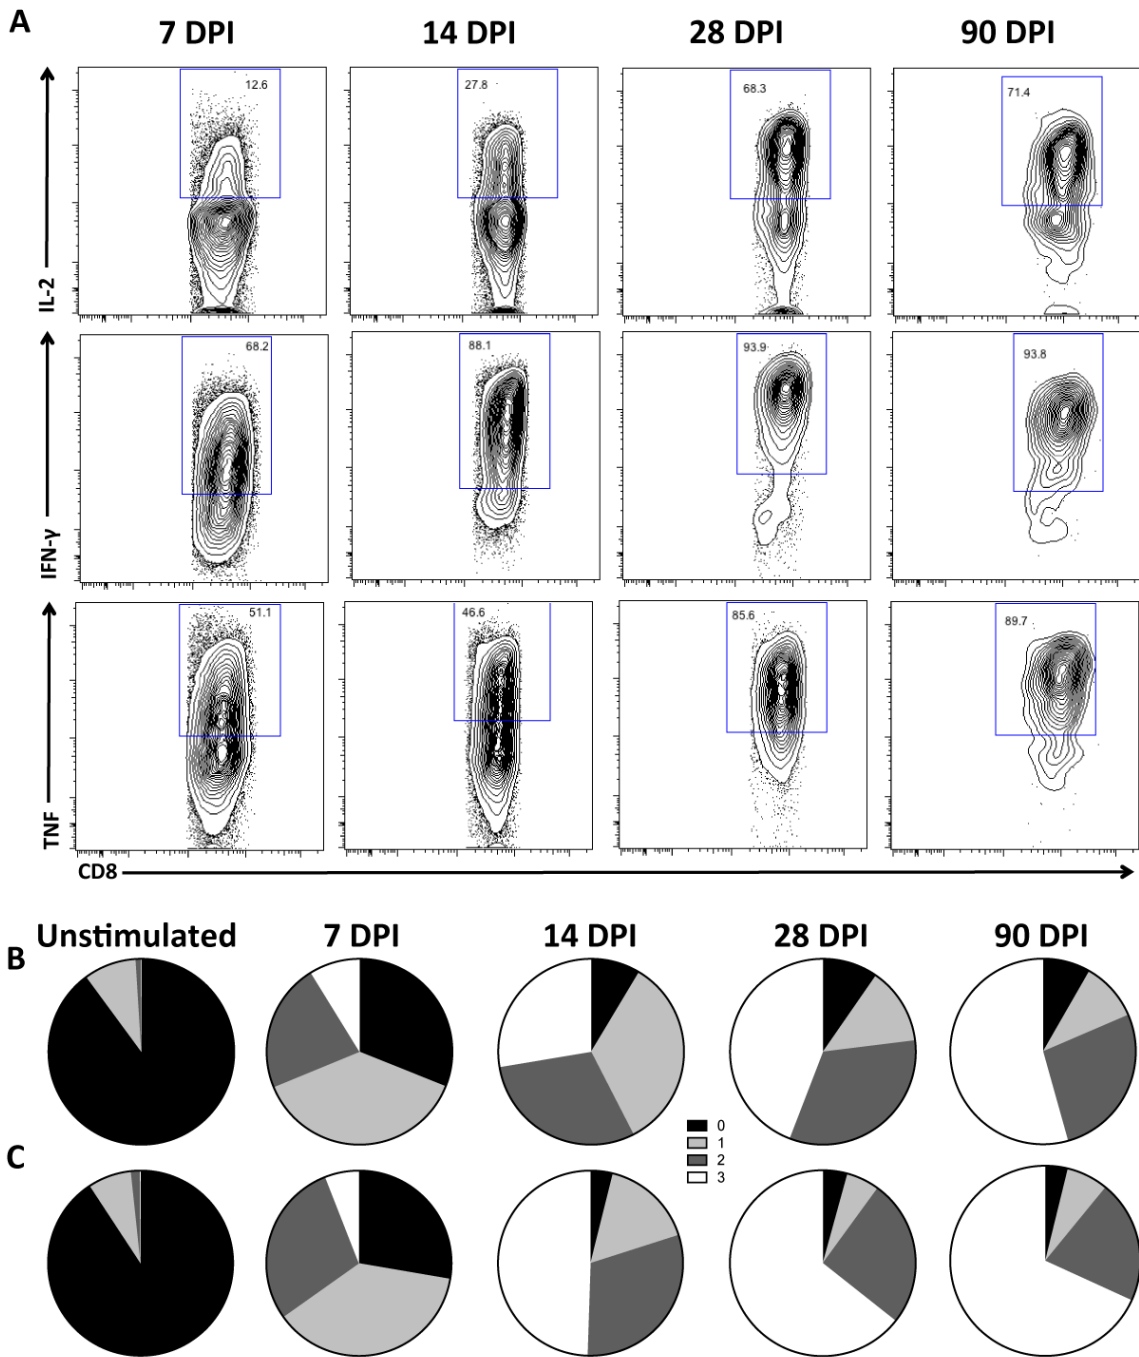 A
7 DPI 14 DPI 28 DPI 90 DPI
IL-2
12.6 27.8 68.3 71.4
IFN-γ
68.2 88.1 93.9 93.8
TNF
51.1 46.6 85.6 89.7
CD8
Unstimulated 7 DPI 14 DPI 28 DPI 90 DPI
B
0
1
2
3
C